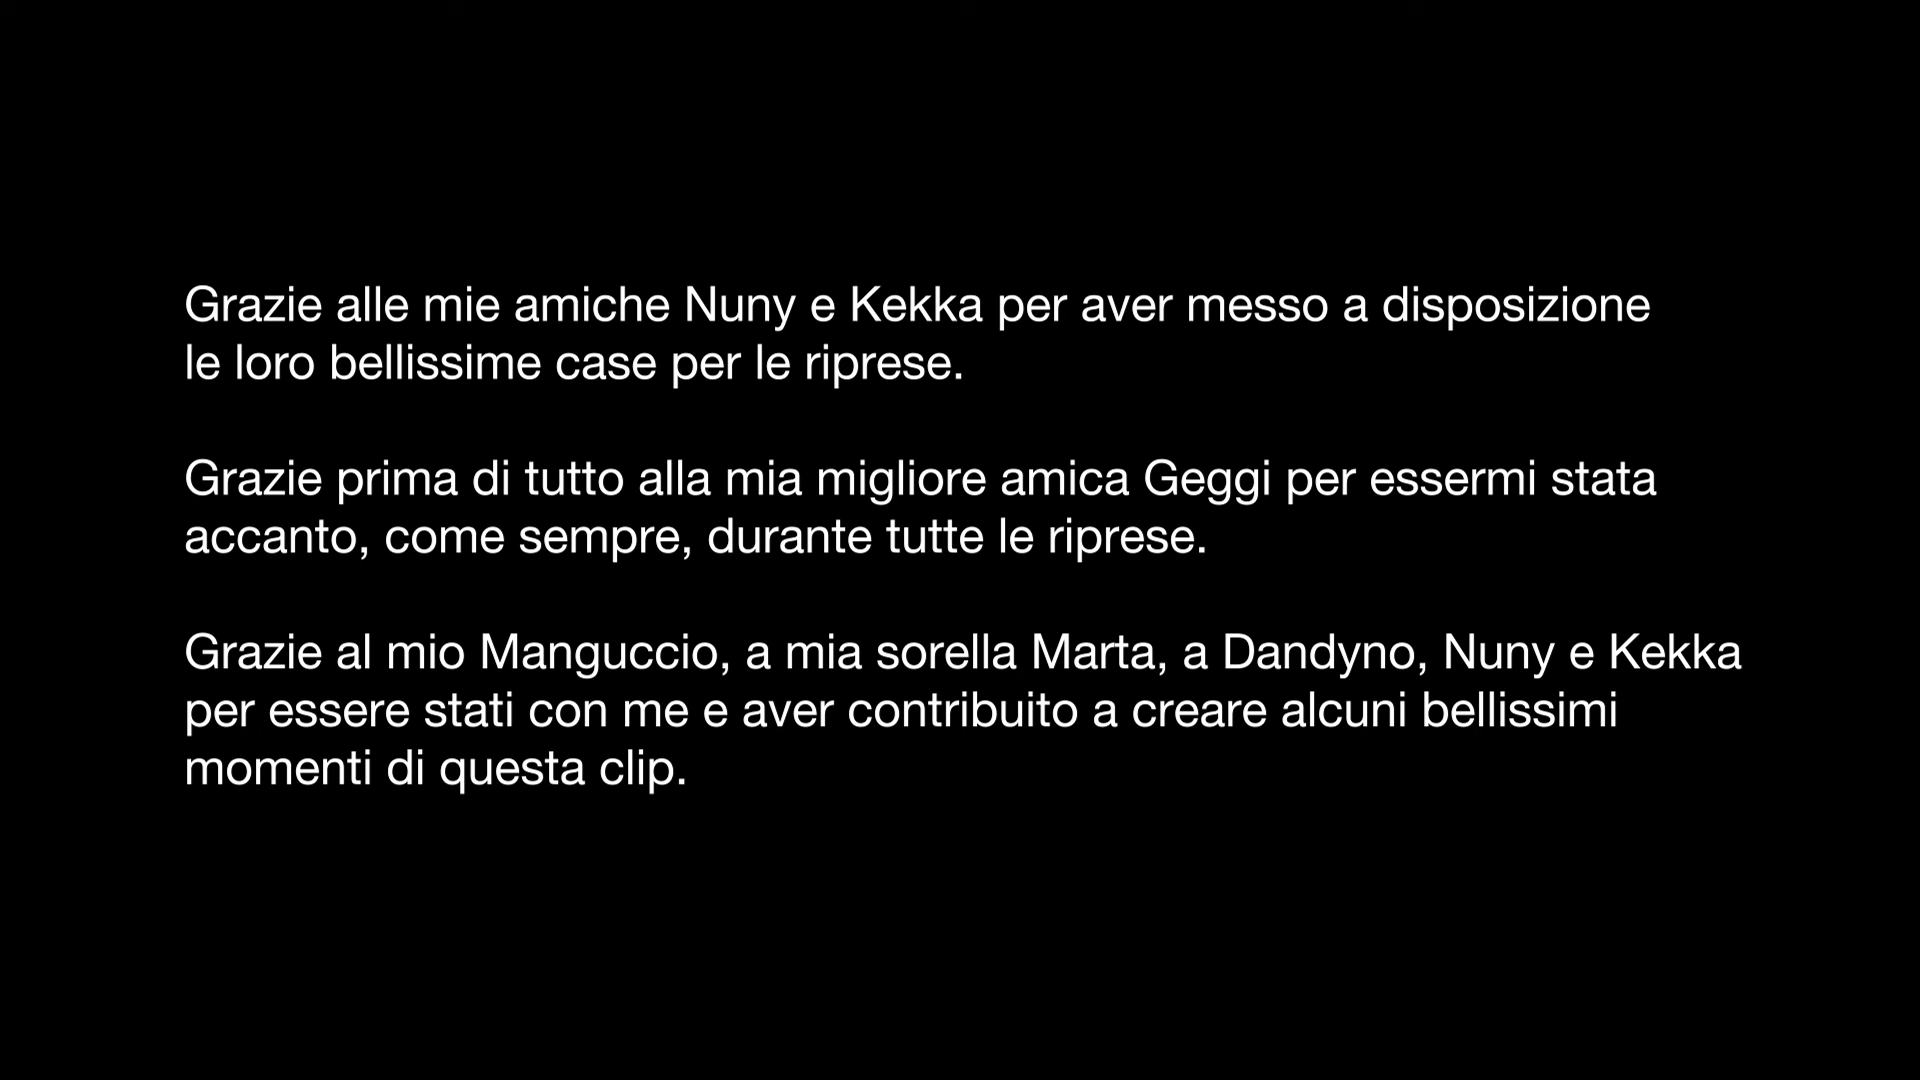 Grazie alle mie amiche Nuny e Kekka per aver messo a disposizione
le loro bellissime case per le riprese.
Grazie prima di tutto alla mia migliore amica Geggi per essermi stata
accanto, come sempre, durante tutte le riprese.
Grazie al mio Manguccio, a mia sorella Marta, a Dandyno, Nuny e Kekka
per essere stati con me e aver contribuito a creare alcuni bellissimi
momenti di questa clip.